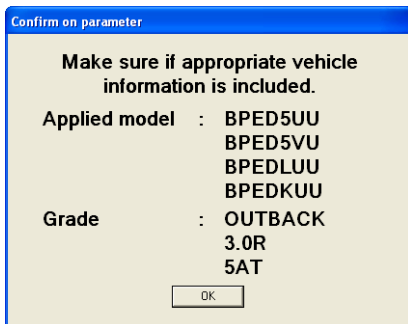 Confirm on parameter
Make sure if appropriate vehicle
information is included.
Applied model : BPED5UU
BPED5VU
BPEDLUU
BPEDKUU
Grade : OUTBACK
3.0R
5AT
OK